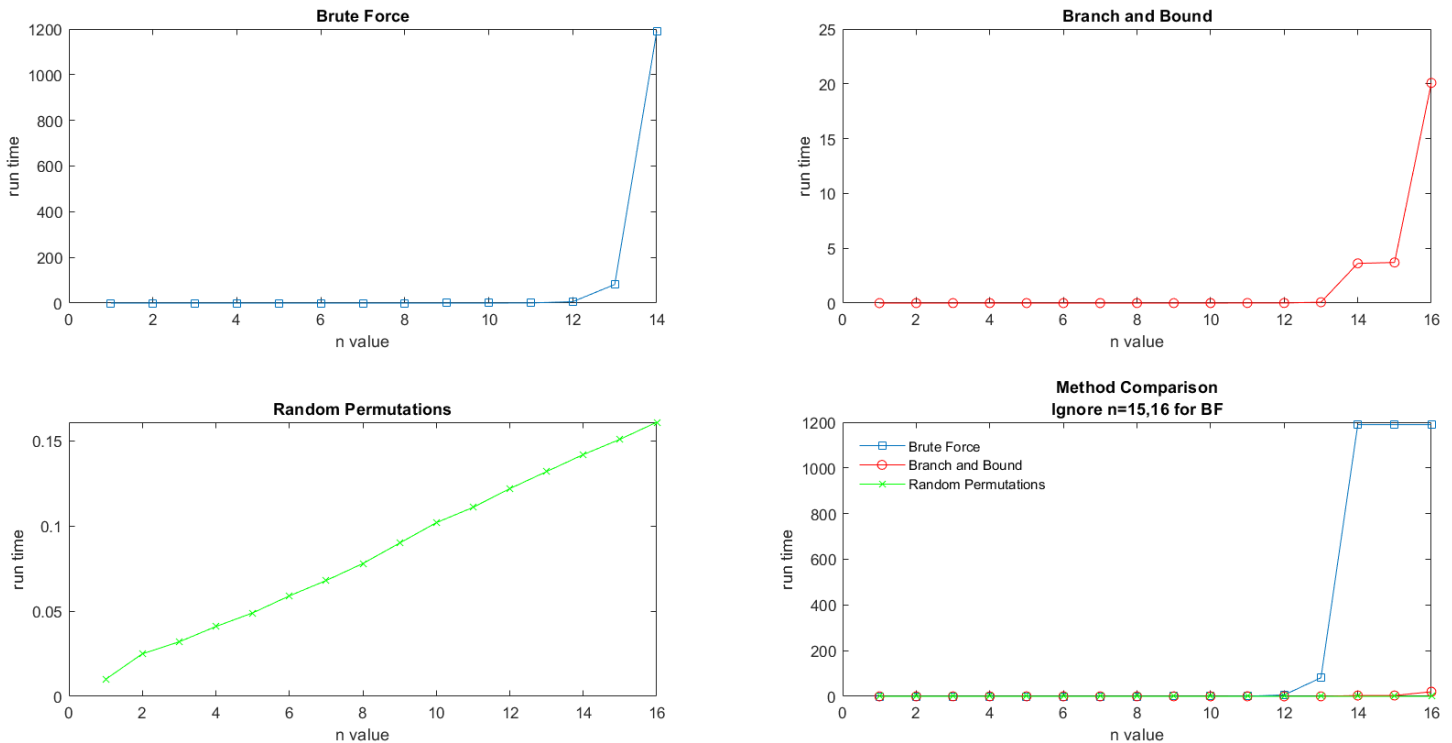 Brute Force
1200
1000
800
600
400
200
0
run time
0 2 4 6 8 10 12 14
n value
Branch and Bound
25
20
15
10
5
0
run time
0 2 4 6 8 10 12 14 16
n value
Random Permutations
0.15
0.1
0.05
0
run time
0 2 4 6 8 10 12 14 16
n value
Method Comparison
Ignore n=15,16 for BF
1200
1000
800
600
400
200
0
run time
Brute Force
Branch and Bound
Random Permutations
0 2 4 6 8 10 12 14 16
n value